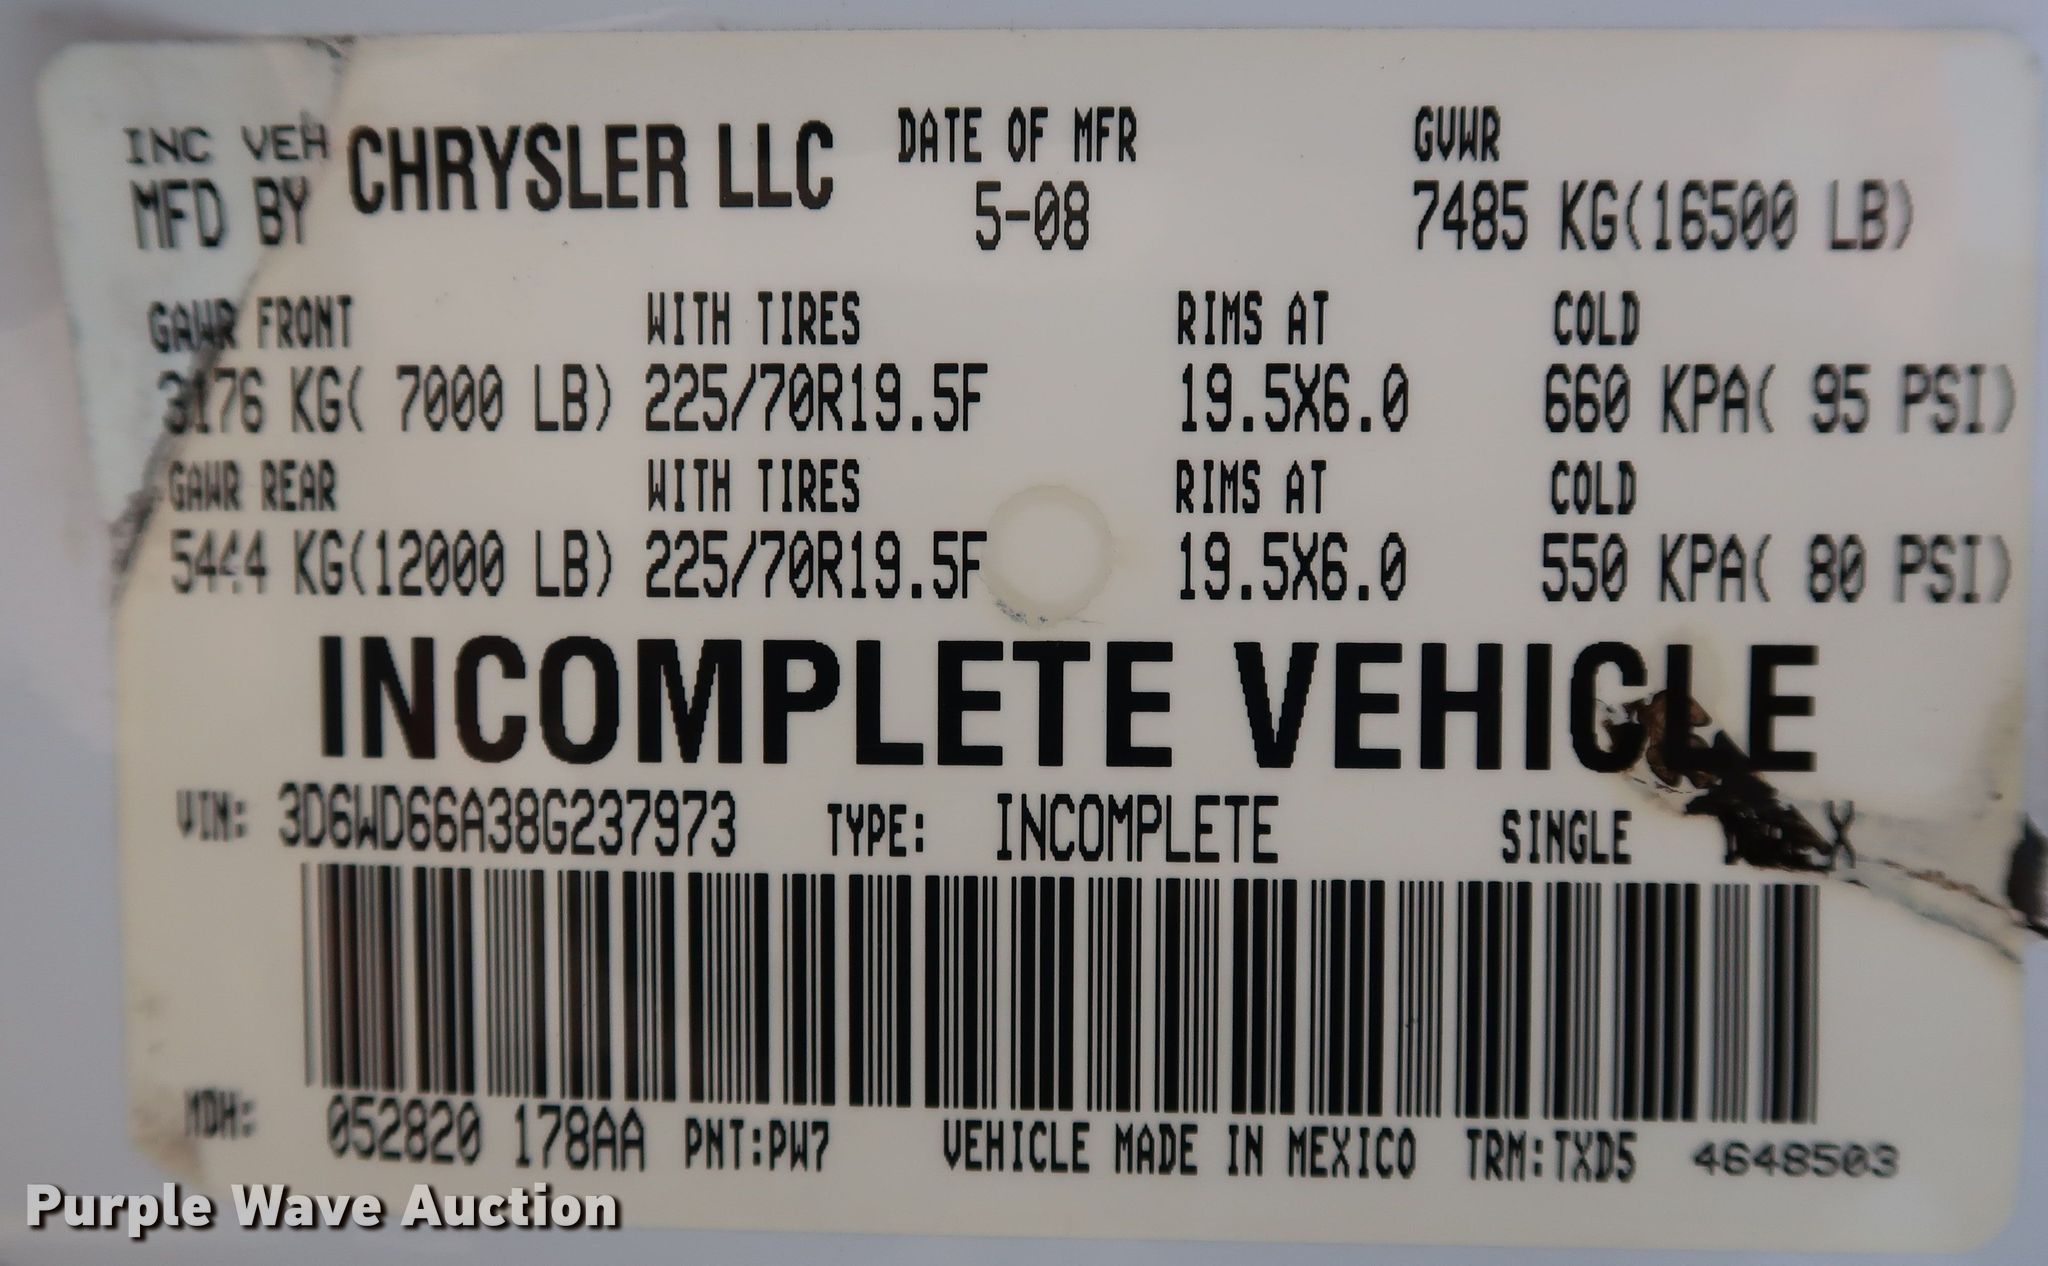 INC VEH
MFD BY CHRYSLER LLC DATE OF MFR GVWR
5-08 7485 KG(16500 LB)
GAWR FRONT WITH TIRES RIMS AT COLD
3176 KG( 7000 LB) 225/70R19.5F 19.5X6.0 660 KPA( 95 PSI)
GAWR REAR WITH TIRES RIMS AT COLD
5444 KG(12000 LB) 225/70R19.5F 19.5X6.0 550 KPA( 80 PSI)
INCOMPLETE VEHICLE
VIN: 3D6WD66A38G237973 TYPE: INCOMPLETE SINGLE X
MDH: 052820 178AA PNT:PW7 VEHICLE MADE IN MEXICO TRM:TXD5 4648503
Purple Wave Auction